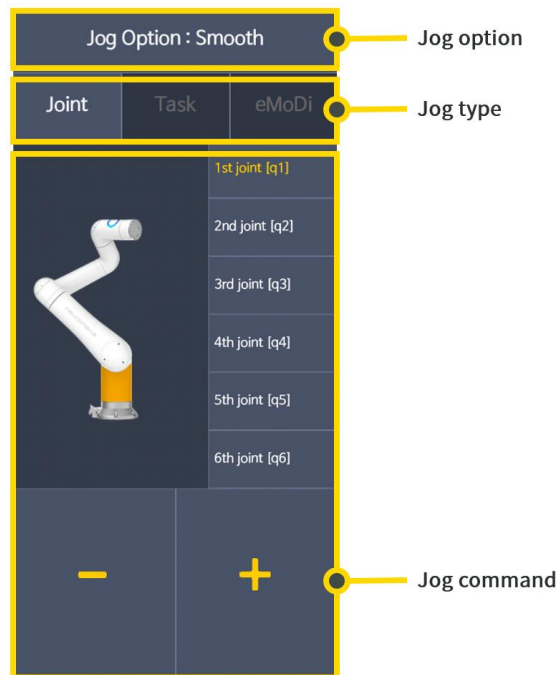 Jog Option : Smooth
Jog option
Joint
Task
eMoDi
Jog type
1st joint [q1]
2nd joint [q2]
3rd joint [q3]
4th joint [q4]
5th joint [q5]
6th joint [q6]
-
+
Jog command